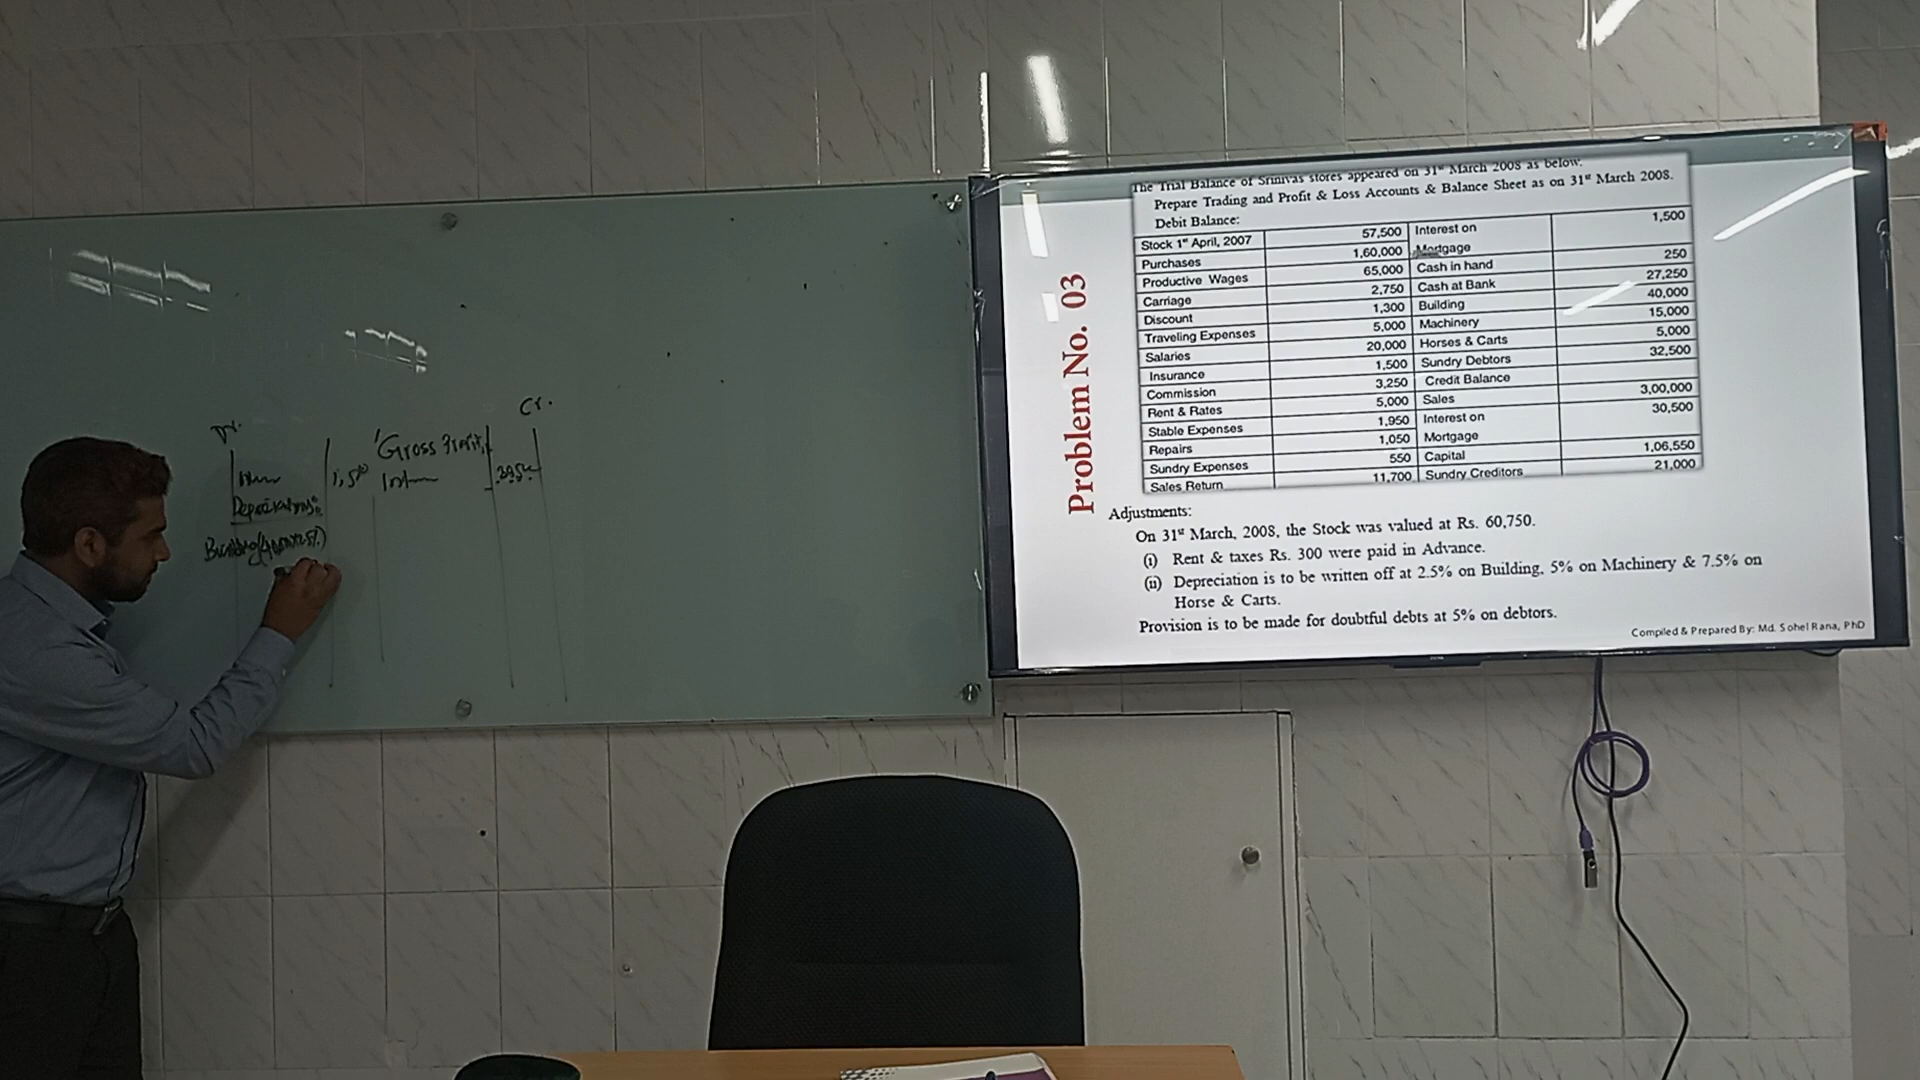 Dr.
Cr.
'Gross Profit'
1,500
Depreciations:
Problem No. 03
The Trial Balance of Srinivas stores appeared on 31st March 2008 as below.
Prepare Trading and Profit & Loss Accounts & Balance Sheet as on 31st March 2008.
Debit Balance:
Stock 1st April, 2007 57,500 Interest on 1,500
Purchases 1,60,000 Mortgage
Productive Wages 65,000 Cash in hand 250
Carriage 2,750 Cash at Bank 27,250
Discount 1,300 Building 40,000
Traveling Expenses 5,000 Machinery 15,000
Salaries 20,000 Horses & Carts 5,000
Insurance 1,500 Sundry Debtors 32,500
Commission 3,250 Credit Balance
Rent & Rates 5,000 Sales 3,00,000
Stable Expenses 1,950 Interest on 30,500
Repairs 1,050 Mortgage
Sundry Expenses 550 Capital 1,06,550
Sales Return 11,700 Sundry Creditors 21,000
Adjustments:
On 31st March, 2008, the Stock was valued at Rs. 60,750.
(i) Rent & taxes Rs. 300 were paid in Advance.
(ii) Depreciation is to be written off at 2.5% on Building, 5% on Machinery & 7.5% on
Horse & Carts.
Provision is to be made for doubtful debts at 5% on debtors.
Compiled & Prepared By: Md. Sohel Rana, PhD